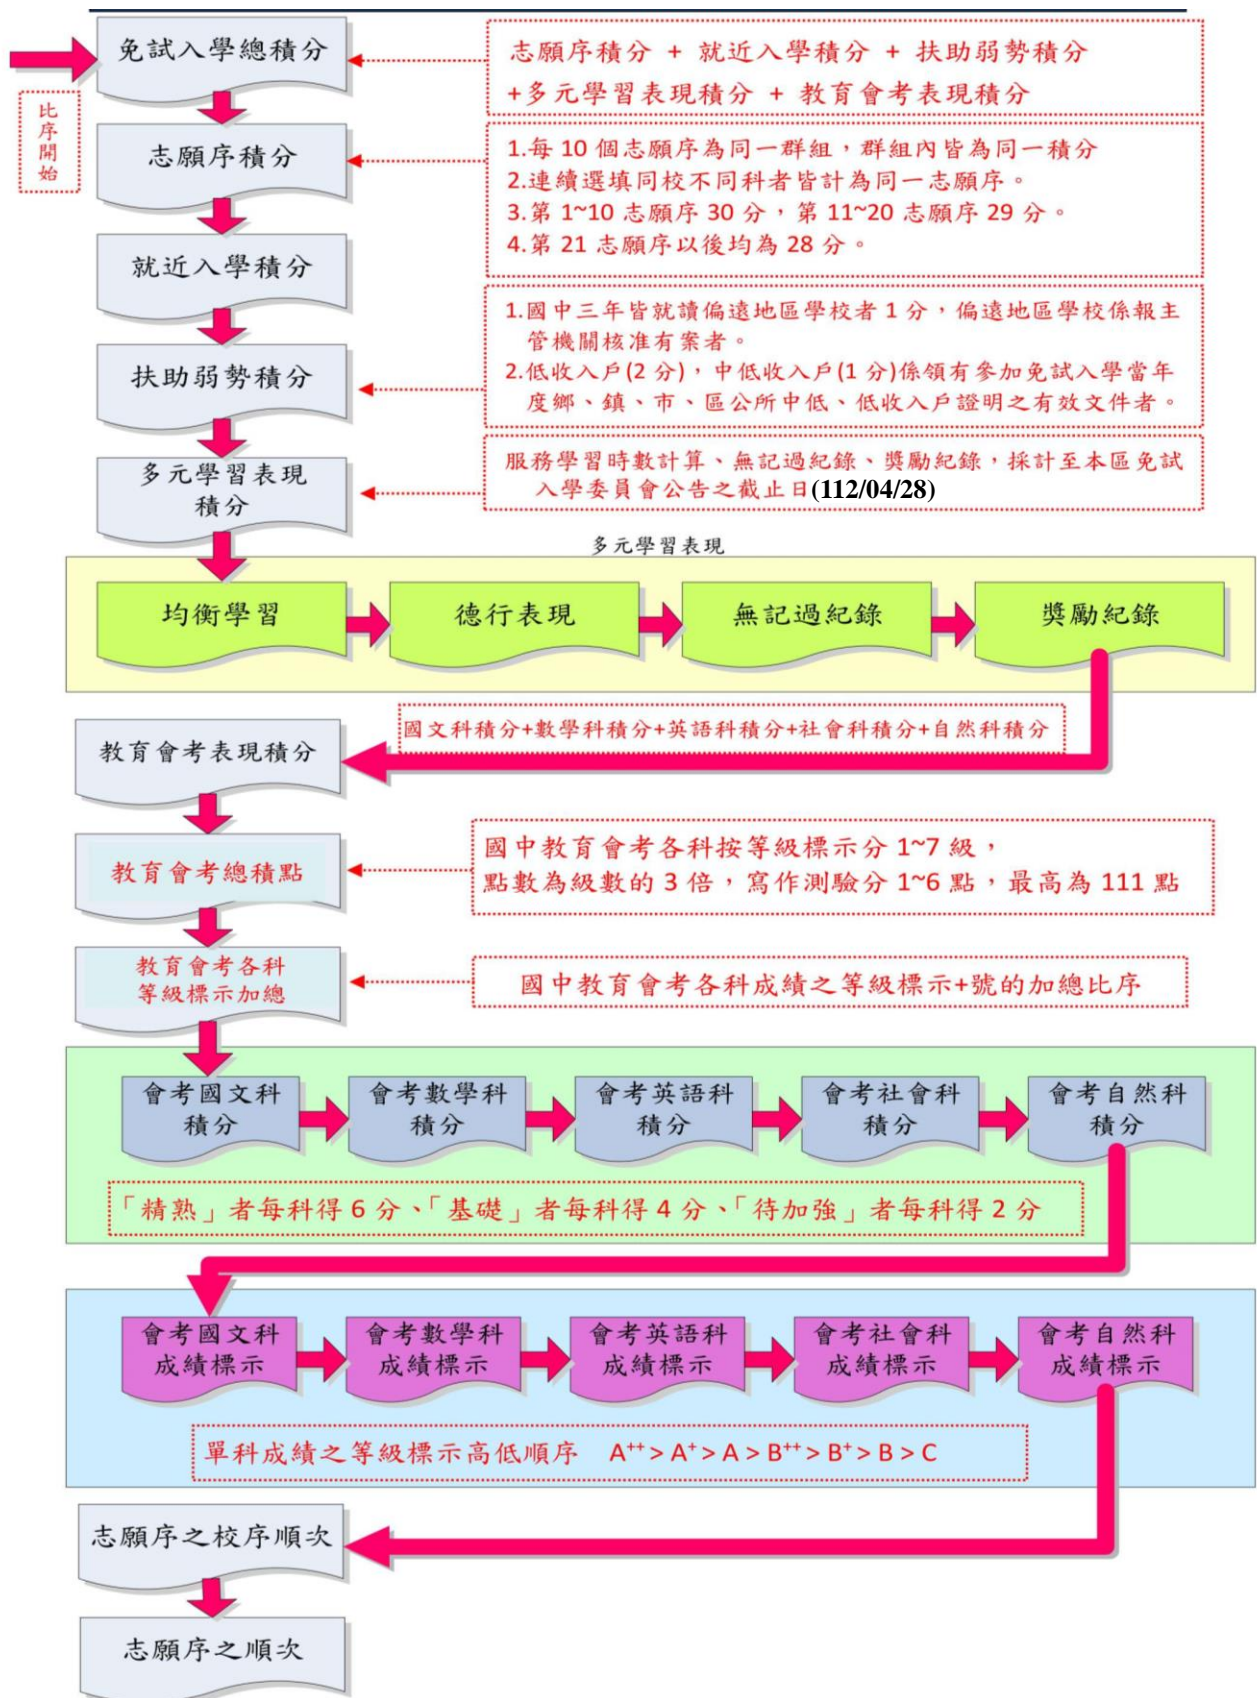 免試入學總積分
比
序
開
始
志願序積分 + 就近入學積分 + 扶助弱勢積分
+多元學習表現積分 + 教育會考表現積分
志願序積分
1.每 10 個志願序為同一群組，群組內皆為同一積分
2.連續選填同校不同科者皆計為同一志願序。
3.第 1~10 志願序 30 分，第 11~20 志願序 29 分。
4.第 21 志願序以後均為 28 分。
就近入學積分
扶助弱勢積分
1.國中三年皆就讀偏遠地區學校者 1 分，偏遠地區學校係報主
管機關核准有案者。
2.低收入戶(2 分)，中低收入戶(1 分)係領有參加免試入學當年
度鄉、鎮、市、區公所中低、低收入戶證明之有效文件者。
多元學習表現
積分
服務學習時數計算、無記過紀錄、獎勵紀錄，採計至本區免試
入學委員會公告之截止日(112/04/28)
多元學習表現
均衡學習
德行表現
無記過紀錄
獎勵紀錄
國文科積分+數學科積分+英語科積分+社會科積分+自然科積分
教育會考表現積分
教育會考總積點
國中教育會考各科按等級標示分 1~7 級，
點數為級數的 3 倍，寫作測驗分 1~6 點，最高為 111 點
教育會考各科
等級標示加總
國中教育會考各科成績之等級標示+號的加總比序
會考國文科
積分
會考數學科
積分
會考英語科
積分
會考社會科
積分
會考自然科
積分
「精熟」者每科得 6 分、「基礎」者每科得 4 分、「待加強」者每科得 2 分
會考國文科
成績標示
會考數學科
成績標示
會考英語科
成績標示
會考社會科
成績標示
會考自然科
成績標示
單科成績之等級標示高低順序 A⁺⁺ > A⁺ > A > B⁺⁺ > B⁺ > B > C
志願序之校序順次
志願序之順次